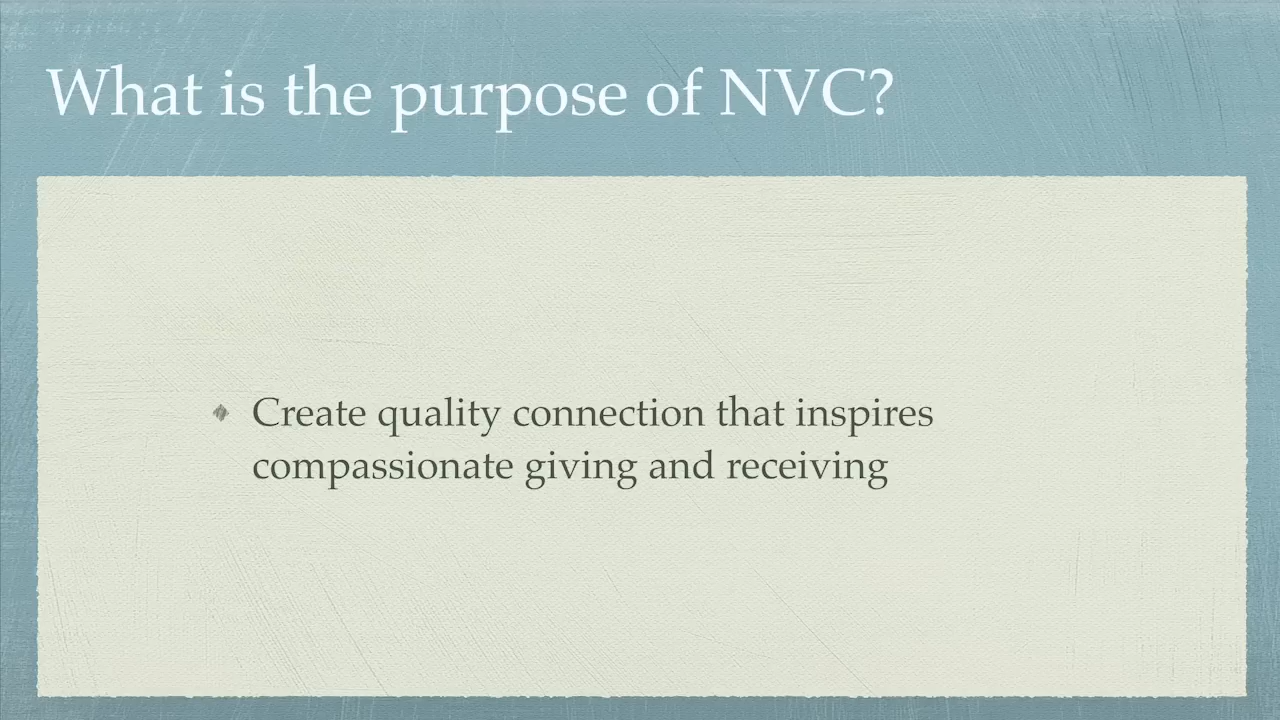 What is the purpose of NVC?
Create quality connection that inspires
compassionate giving and receiving